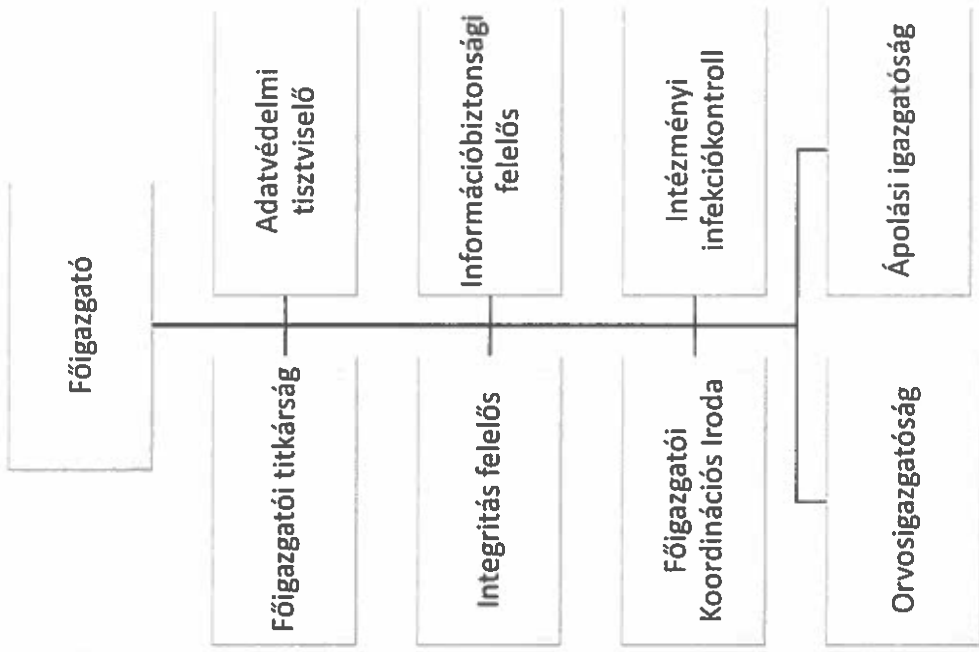 Főigazgató
Főigazgatói titkárság
Adatvédelmi
tisztviselő
Integritás felelős
Információbiztonsági
felelős
Főigazgatói
Koordinációs Iroda
Intézményi
infekciókontroll
Orvosigazgatóság
Ápolási igazgatóság